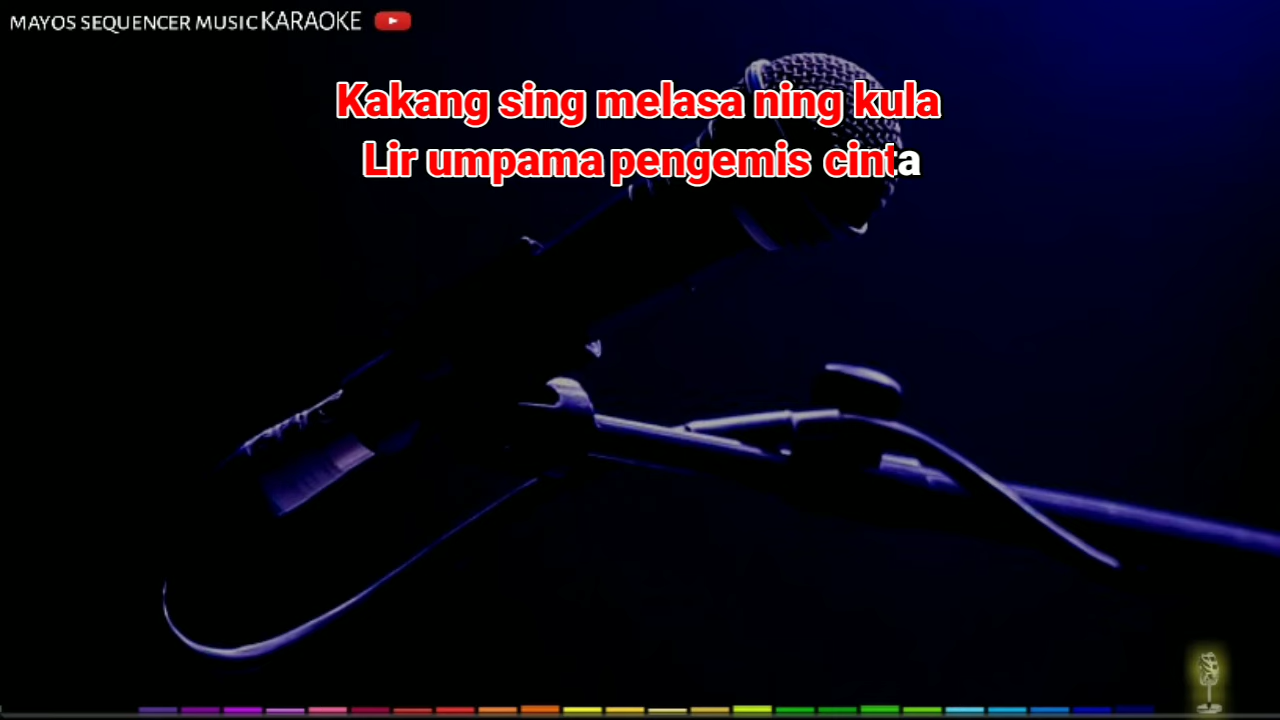 MAYOS SEQUENCER MUSIC KARAOKE
Kakang sing melasa ning kula
Lir umpama pengemis cinta